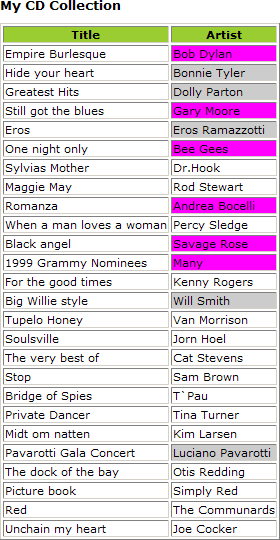 My CD Collection
Title Artist
Empire Burlesque Bob Dylan
Hide your heart Bonnie Tyler
Greatest Hits Dolly Parton
Still got the blues Gary Moore
Eros Eros Ramazzotti
One night only Bee Gees
Sylvias Mother Dr.Hook
Maggie May Rod Stewart
Romanza Andrea Bocelli
When a man loves a woman Percy Sledge
Black angel Savage Rose
1999 Grammy Nominees Many
For the good times Kenny Rogers
Big Willie style Will Smith
Tupelo Honey Van Morrison
Soulsville Jorn Hoel
The very best of Cat Stevens
Stop Sam Brown
Bridge of Spies T`Pau
Private Dancer Tina Turner
Midt om natten Kim Larsen
Pavarotti Gala Concert Luciano Pavarotti
The dock of the bay Otis Redding
Picture book Simply Red
Red The Communards
Unchain my heart Joe Cocker